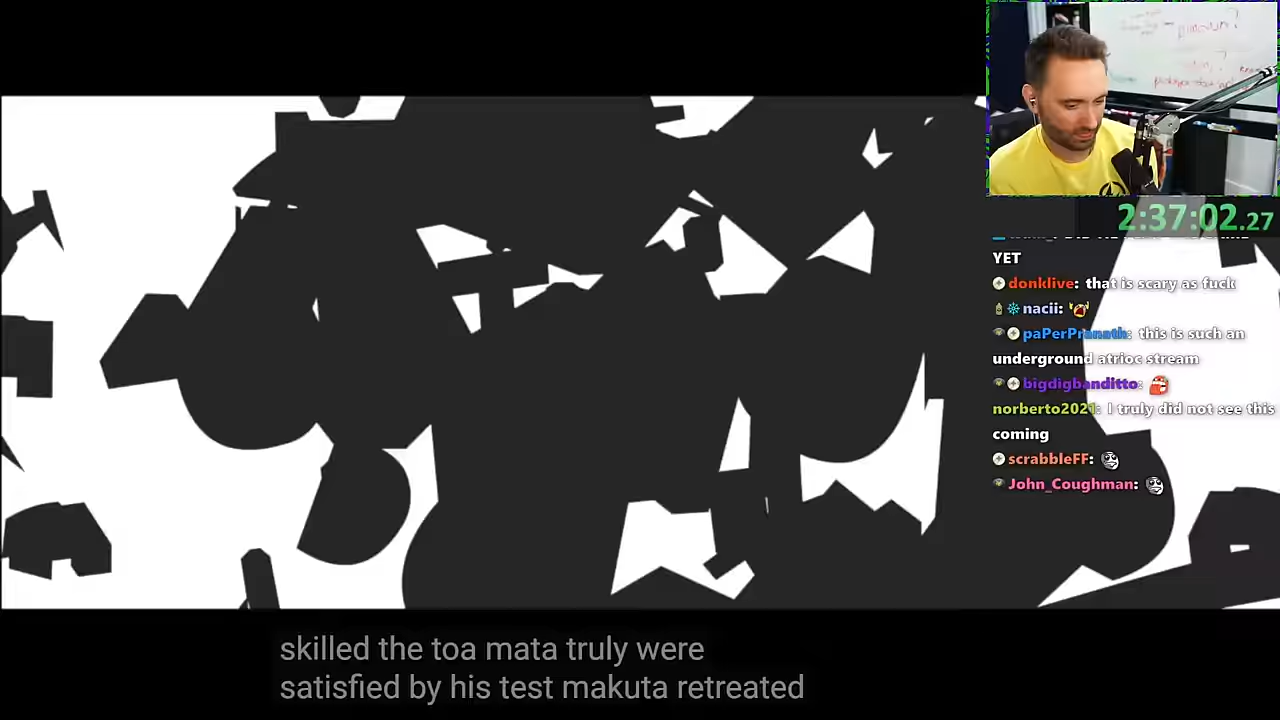 2:37:02.27
YET
donklive: that is scary as fuck
nacii:
paPerPranath: this is such an
underground atrioc stream
bigdigbanditto:
norberto2021: I truly did not see this
coming
scrabbleFF:
John_Coughman:
skilled the toa mata truly were
satisfied by his test makuta retreated